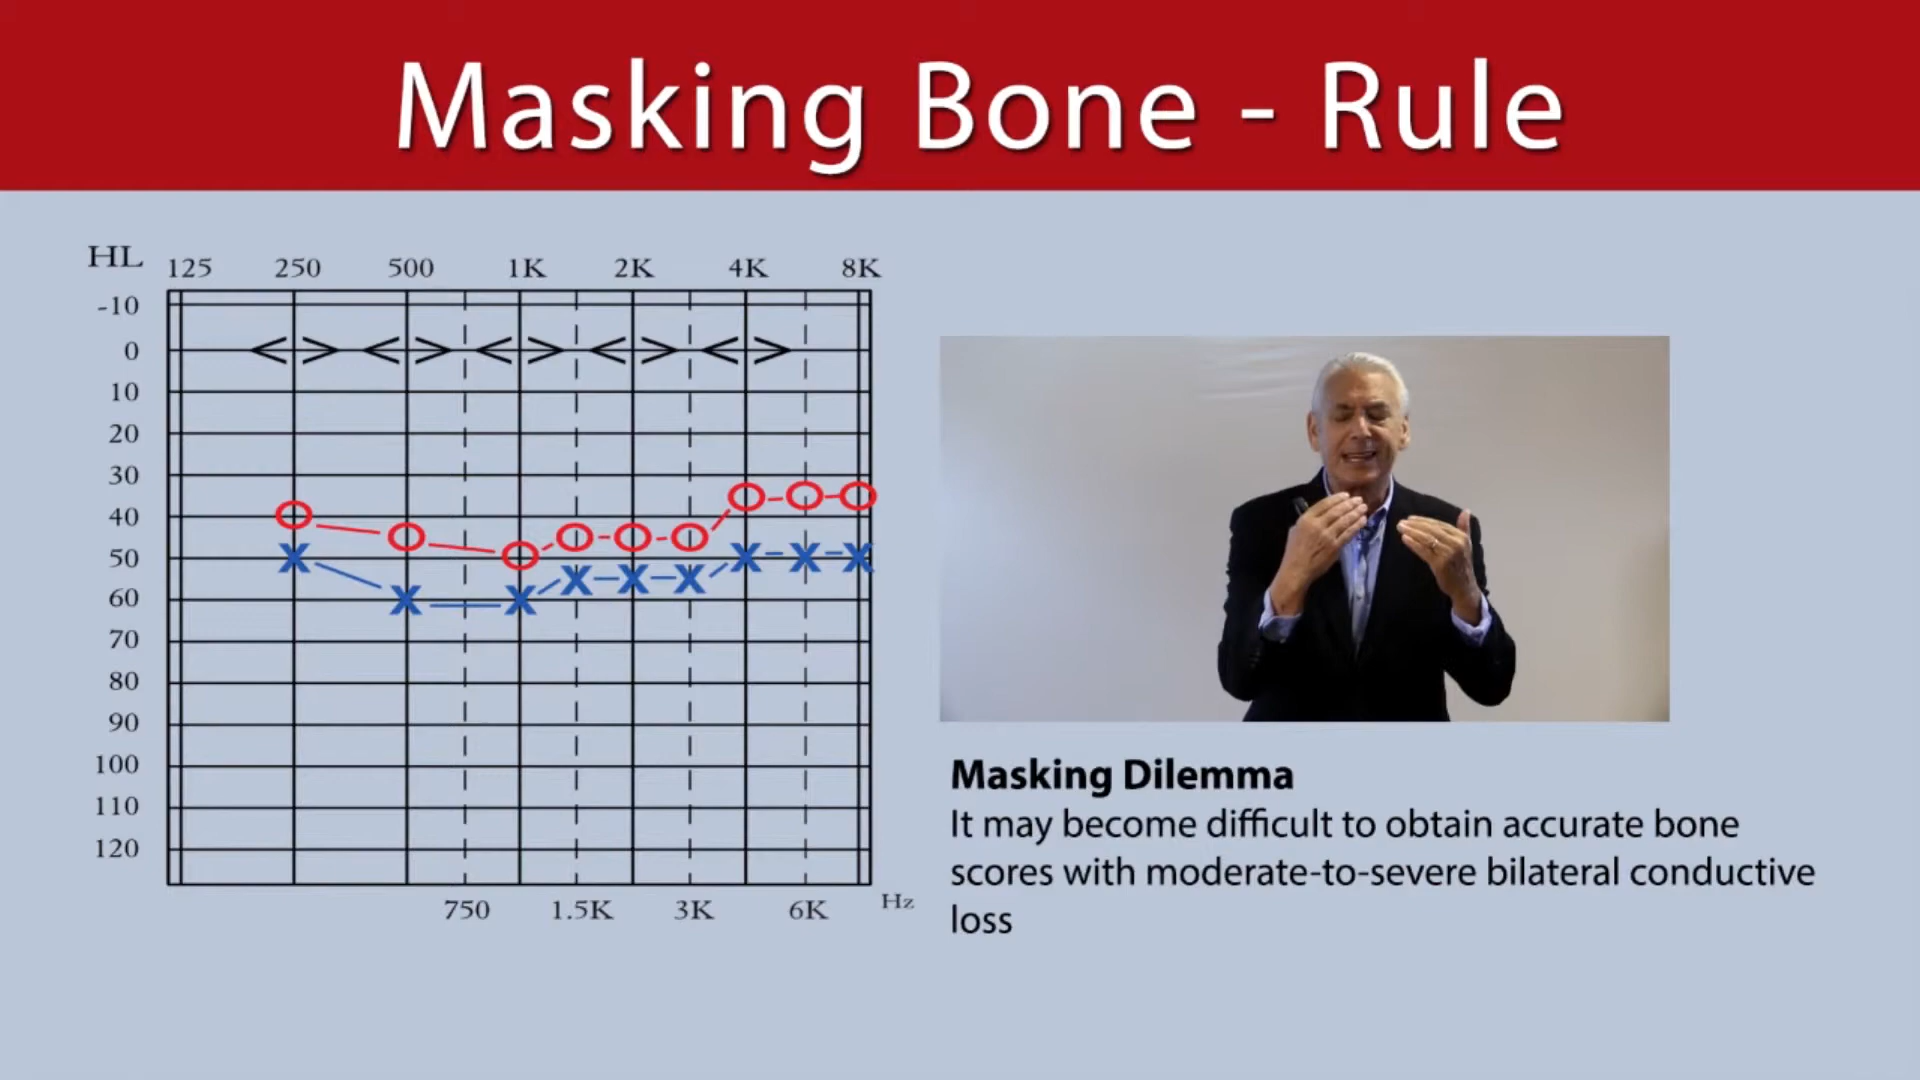 Masking Bone - Rule
HL 125 250 500 1K 2K 4K 8K
-10
0
10
20
30
40
50
60
70
80
90
100
110
120
750 1.5K 3K 6K Hz
Masking Dilemma
It may become difficult to obtain accurate bone
scores with moderate-to-severe bilateral conductive
loss